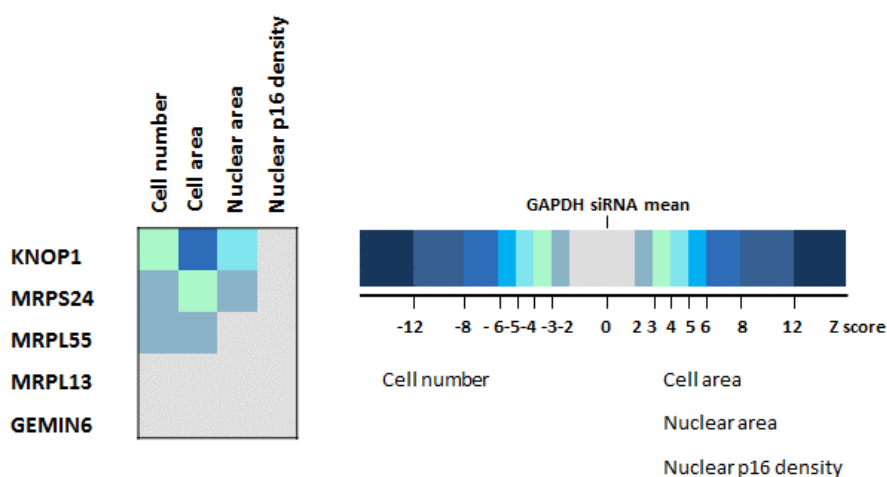 Cell number
Cell area
Nuclear area
Nuclear p16 density
KNOP1
MRPS24
MRPL55
MRPL13
GEMIN6
GAPDH siRNA mean
-12 -8 - 6-5-4 -3-2 0 2 3 4 5 6 8 12 Z score
Cell number Cell area
Nuclear area
Nuclear p16 density